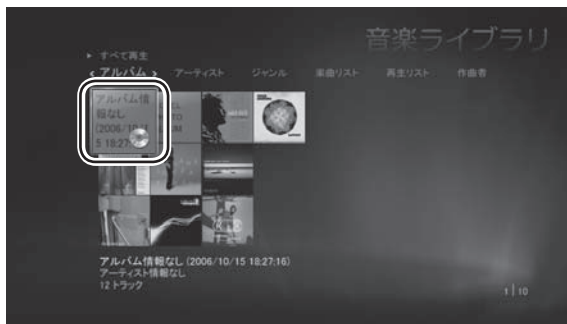 音楽ライブラリ
すべて再生
アルバム アーティスト ジャンル 楽曲リスト 再生リスト 作曲者
アルバム情
報なし
(2006/10/1
5 18:27
アルバム情報なし (2006/10/15 18:27:16)
アーティスト情報なし
12 トラック
1 | 10